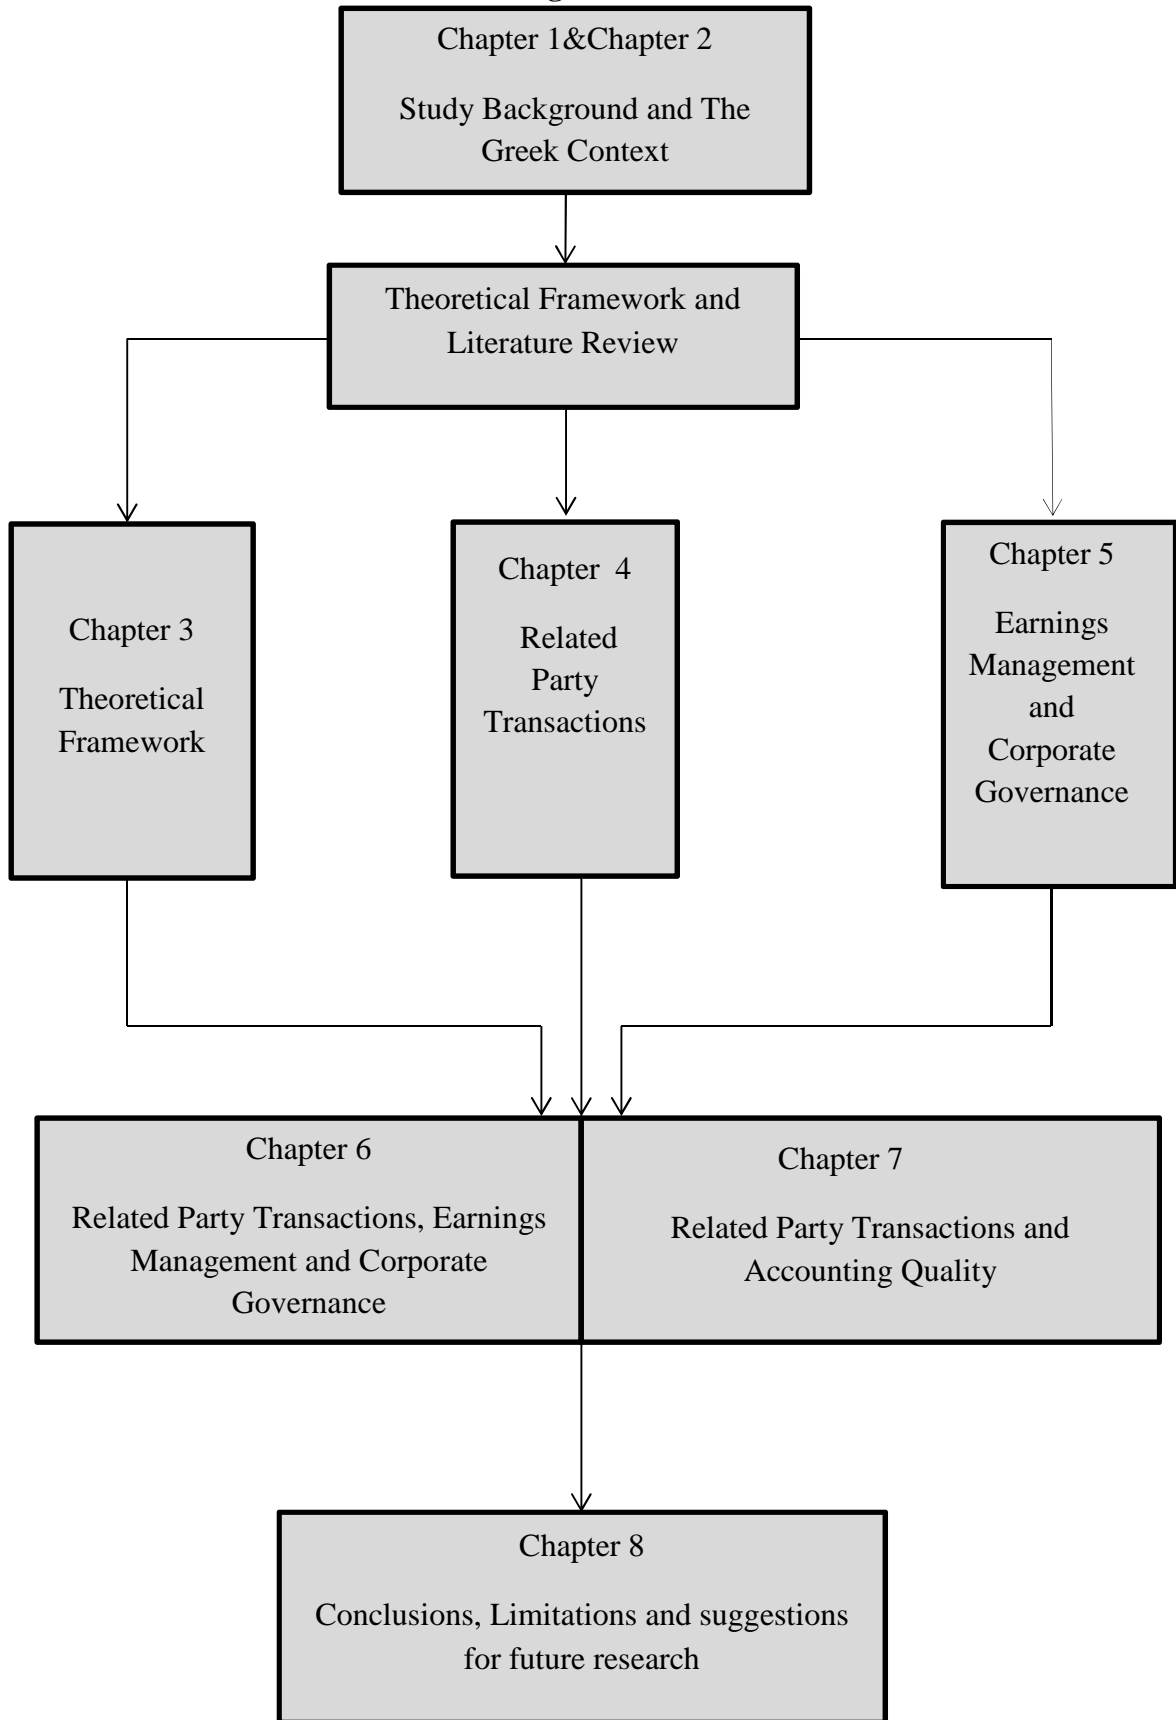 Chapter 1&Chapter 2
Study Background and The
Greek Context
Theoretical Framework and
Literature Review
Chapter 3
Theoretical
Framework
Chapter 4
Related
Party
Transactions
Chapter 5
Earnings
Management
and
Corporate
Governance
Chapter 6
Related Party Transactions, Earnings
Management and Corporate
Governance
Chapter 7
Related Party Transactions and
Accounting Quality
Chapter 8
Conclusions, Limitations and suggestions
for future research